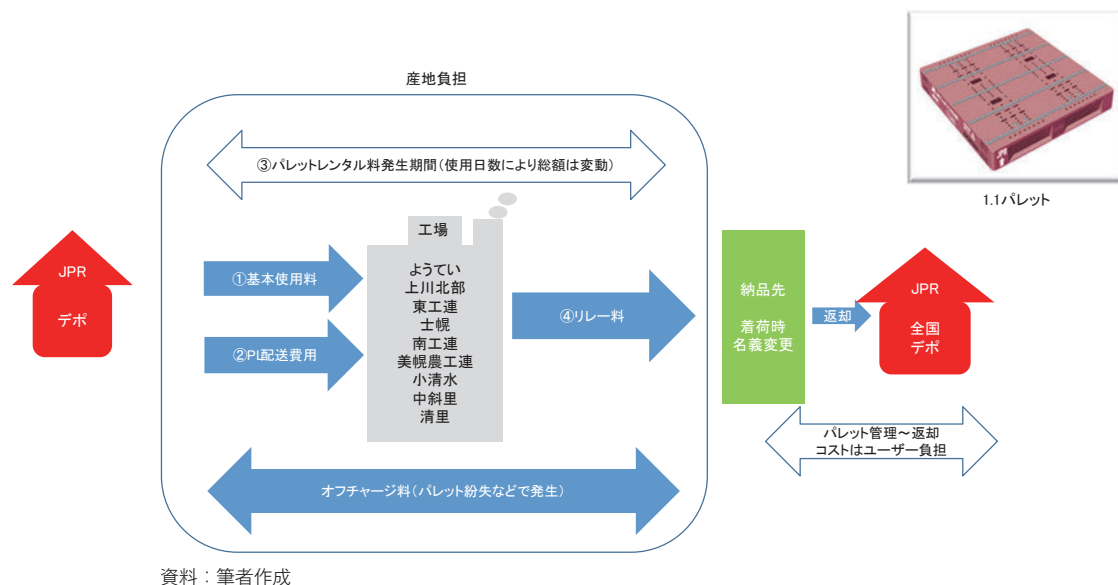 産地負担
③パレットレンタル料発生期間（使用日数により総額は変動）
1.1パレット
JPR
デポ
①基本使用料
②PL配送費用
工場
ようてい
上川北部
東工連
士幌
南工連
美幌農工連
小清水
中斜里
清里
④リレー料
納品先
着荷時
名義変更
返却
JPR
全国
デポ
パレット管理～返却
コストはユーザー負担
オフチャージ料（パレット紛失などで発生）
資料：筆者作成